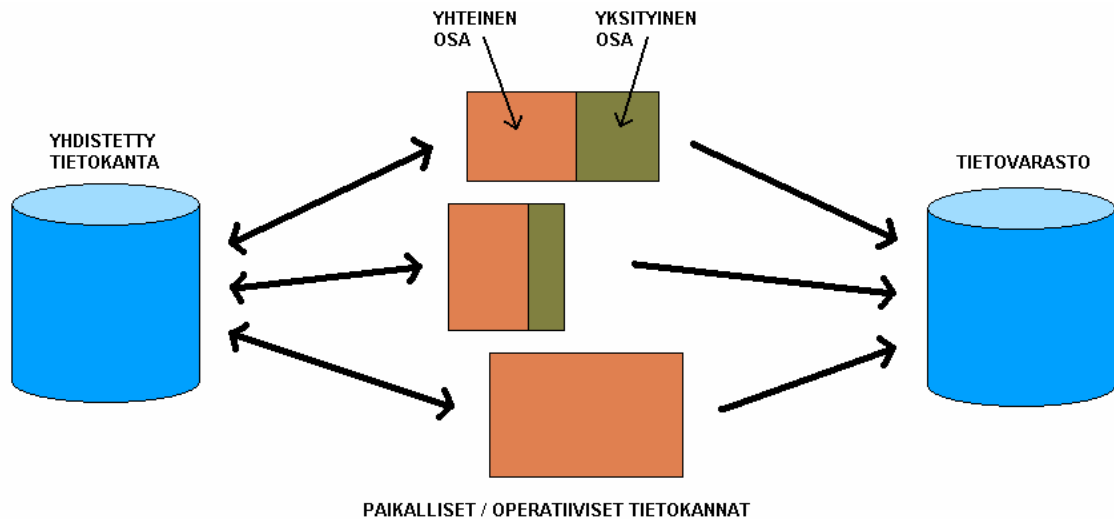 YHTEINEN
OSA
YKSITYINEN
OSA
YHDISTETTY
TIETOKANTA
TIETOVARASTO
PAIKALLISET / OPERATIIVISET TIETOKANNAT